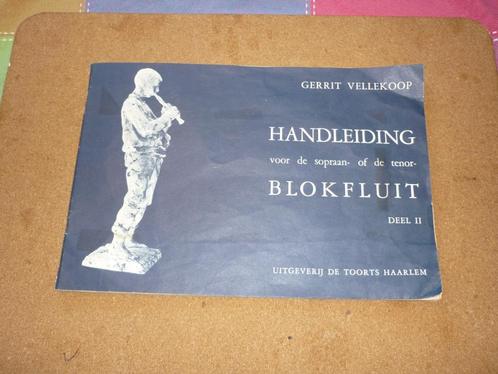 GERRIT VELLEKOOP
HANDLEIDING
voor de sopraan- of de tenor-
BLOKFLUIT
DEEL II
UITGEVERIJ DE TOORTS HAARLEM